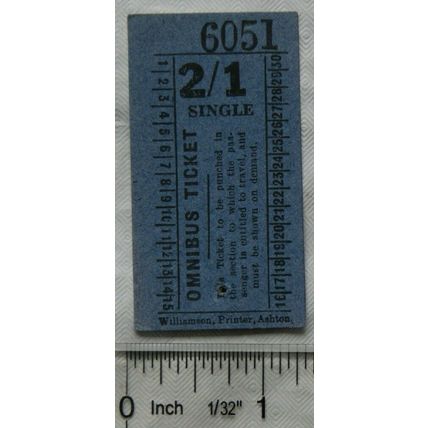 6051
2/1
SINGLE
1 2 3 4 5 6 7 8 9 10 11 12 13 14 15
OMNIBUS TICKET
Ticket to be punched in
the section to which the pas-
senger is entitled to travel, and
must be shown on demand.
16 17 18 19 20 21 22 23 24 25 26 27 28 29 30
Williamson, Printer, Ashton.
0 Inch 1/32" 1